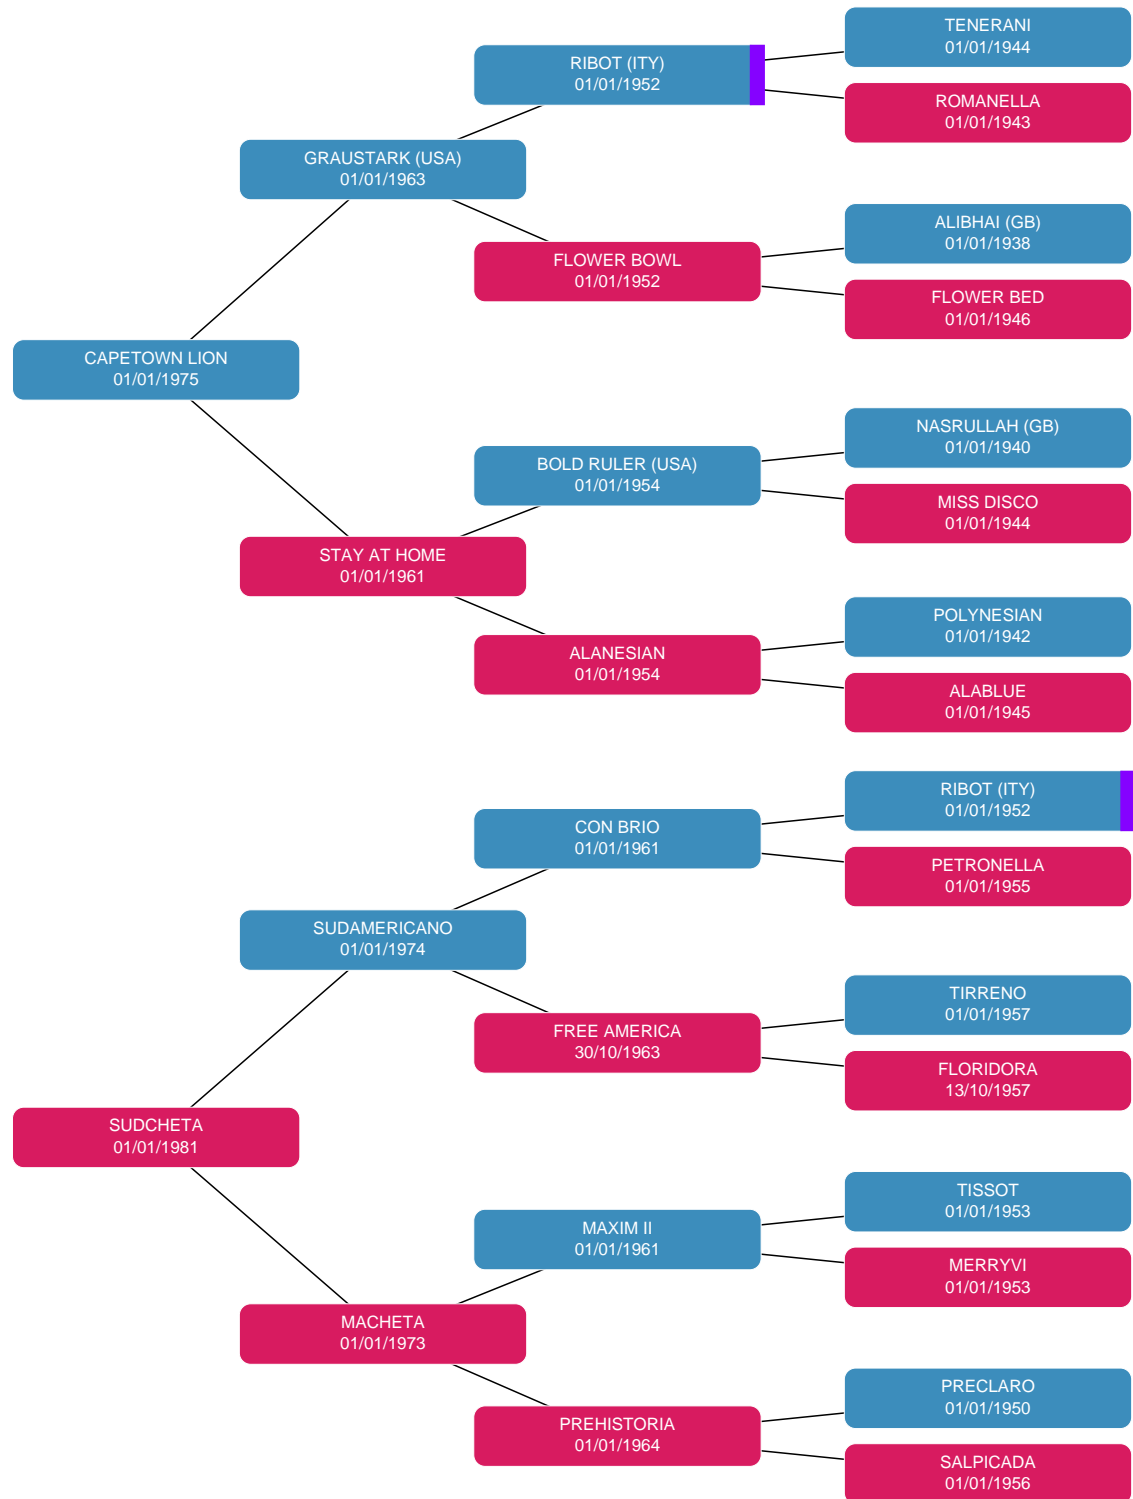 TENERANI
01/01/1944
RIBOT (ITY)
01/01/1952
ROMANELLA
01/01/1943
GRAUSTARK (USA)
01/01/1963
ALIBHAI (GB)
01/01/1938
FLOWER BOWL
01/01/1952
FLOWER BED
01/01/1946
CAPETOWN LION
01/01/1975
NASRULLAH (GB)
01/01/1940
BOLD RULER (USA)
01/01/1954
MISS DISCO
01/01/1944
STAY AT HOME
01/01/1961
POLYNESIAN
01/01/1942
ALANESIAN
01/01/1954
ALABLUE
01/01/1945
RIBOT (ITY)
01/01/1952
CON BRIO
01/01/1961
PETRONELLA
01/01/1955
SUDAMERICANO
01/01/1974
TIRRENO
01/01/1957
FREE AMERICA
30/10/1963
FLORIDORA
13/10/1957
SUDCHETA
01/01/1981
TISSOT
01/01/1953
MAXIM II
01/01/1961
MERRYVI
01/01/1953
MACHETA
01/01/1973
PRECLARO
01/01/1950
PREHISTORIA
01/01/1964
SALPICADA
01/01/1956